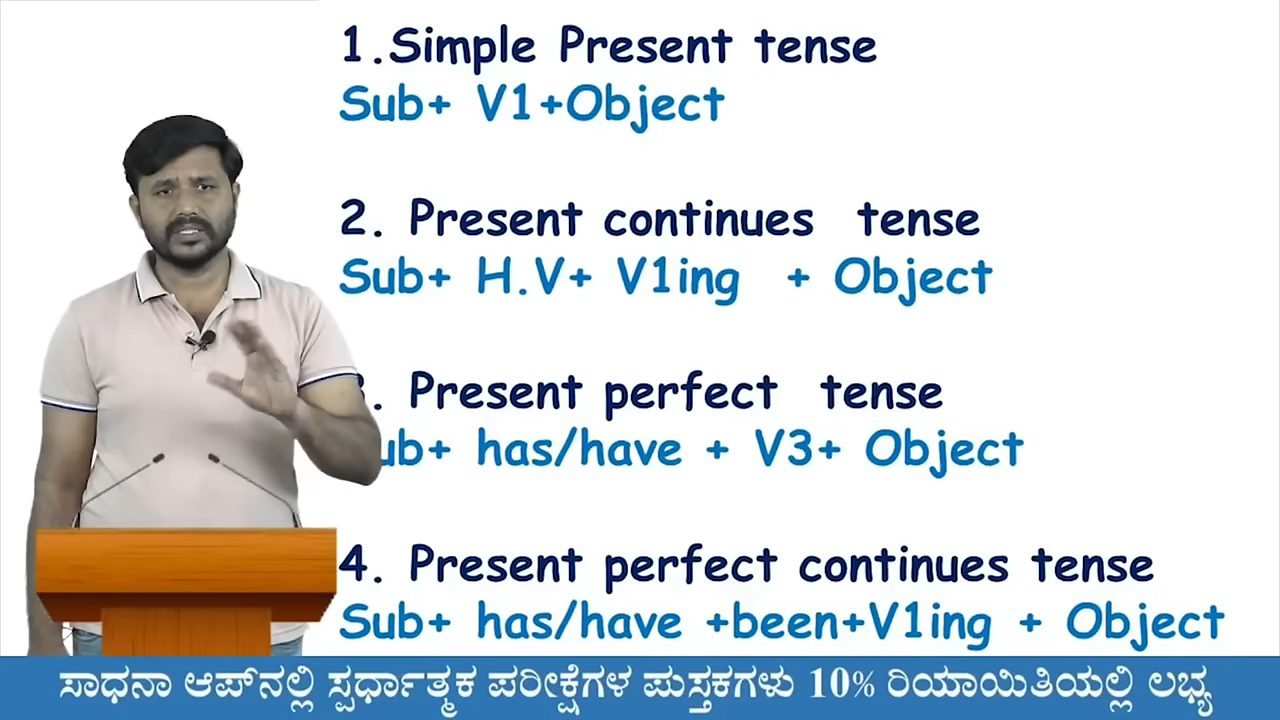 1.Simple Present tense
Sub+ V1+Object
2. Present continues tense
Sub+ H.V+ V1ing + Object
. Present perfect tense
ub+ has/have + V3+ Object
4. Present perfect continues tense
Sub+ has/have +been+V1ing + Object
ಸಾಧನಾ ಆಪ್‌ನಲ್ಲಿ ಸ್ಪರ್ಧಾತ್ಮಕ ಪರೀಕ್ಷೆಗಳ ಪುಸ್ತಕಗಳು 10% ರಿಯಾಯಿತಿಯಲ್ಲಿ ಲಭ್ಯ